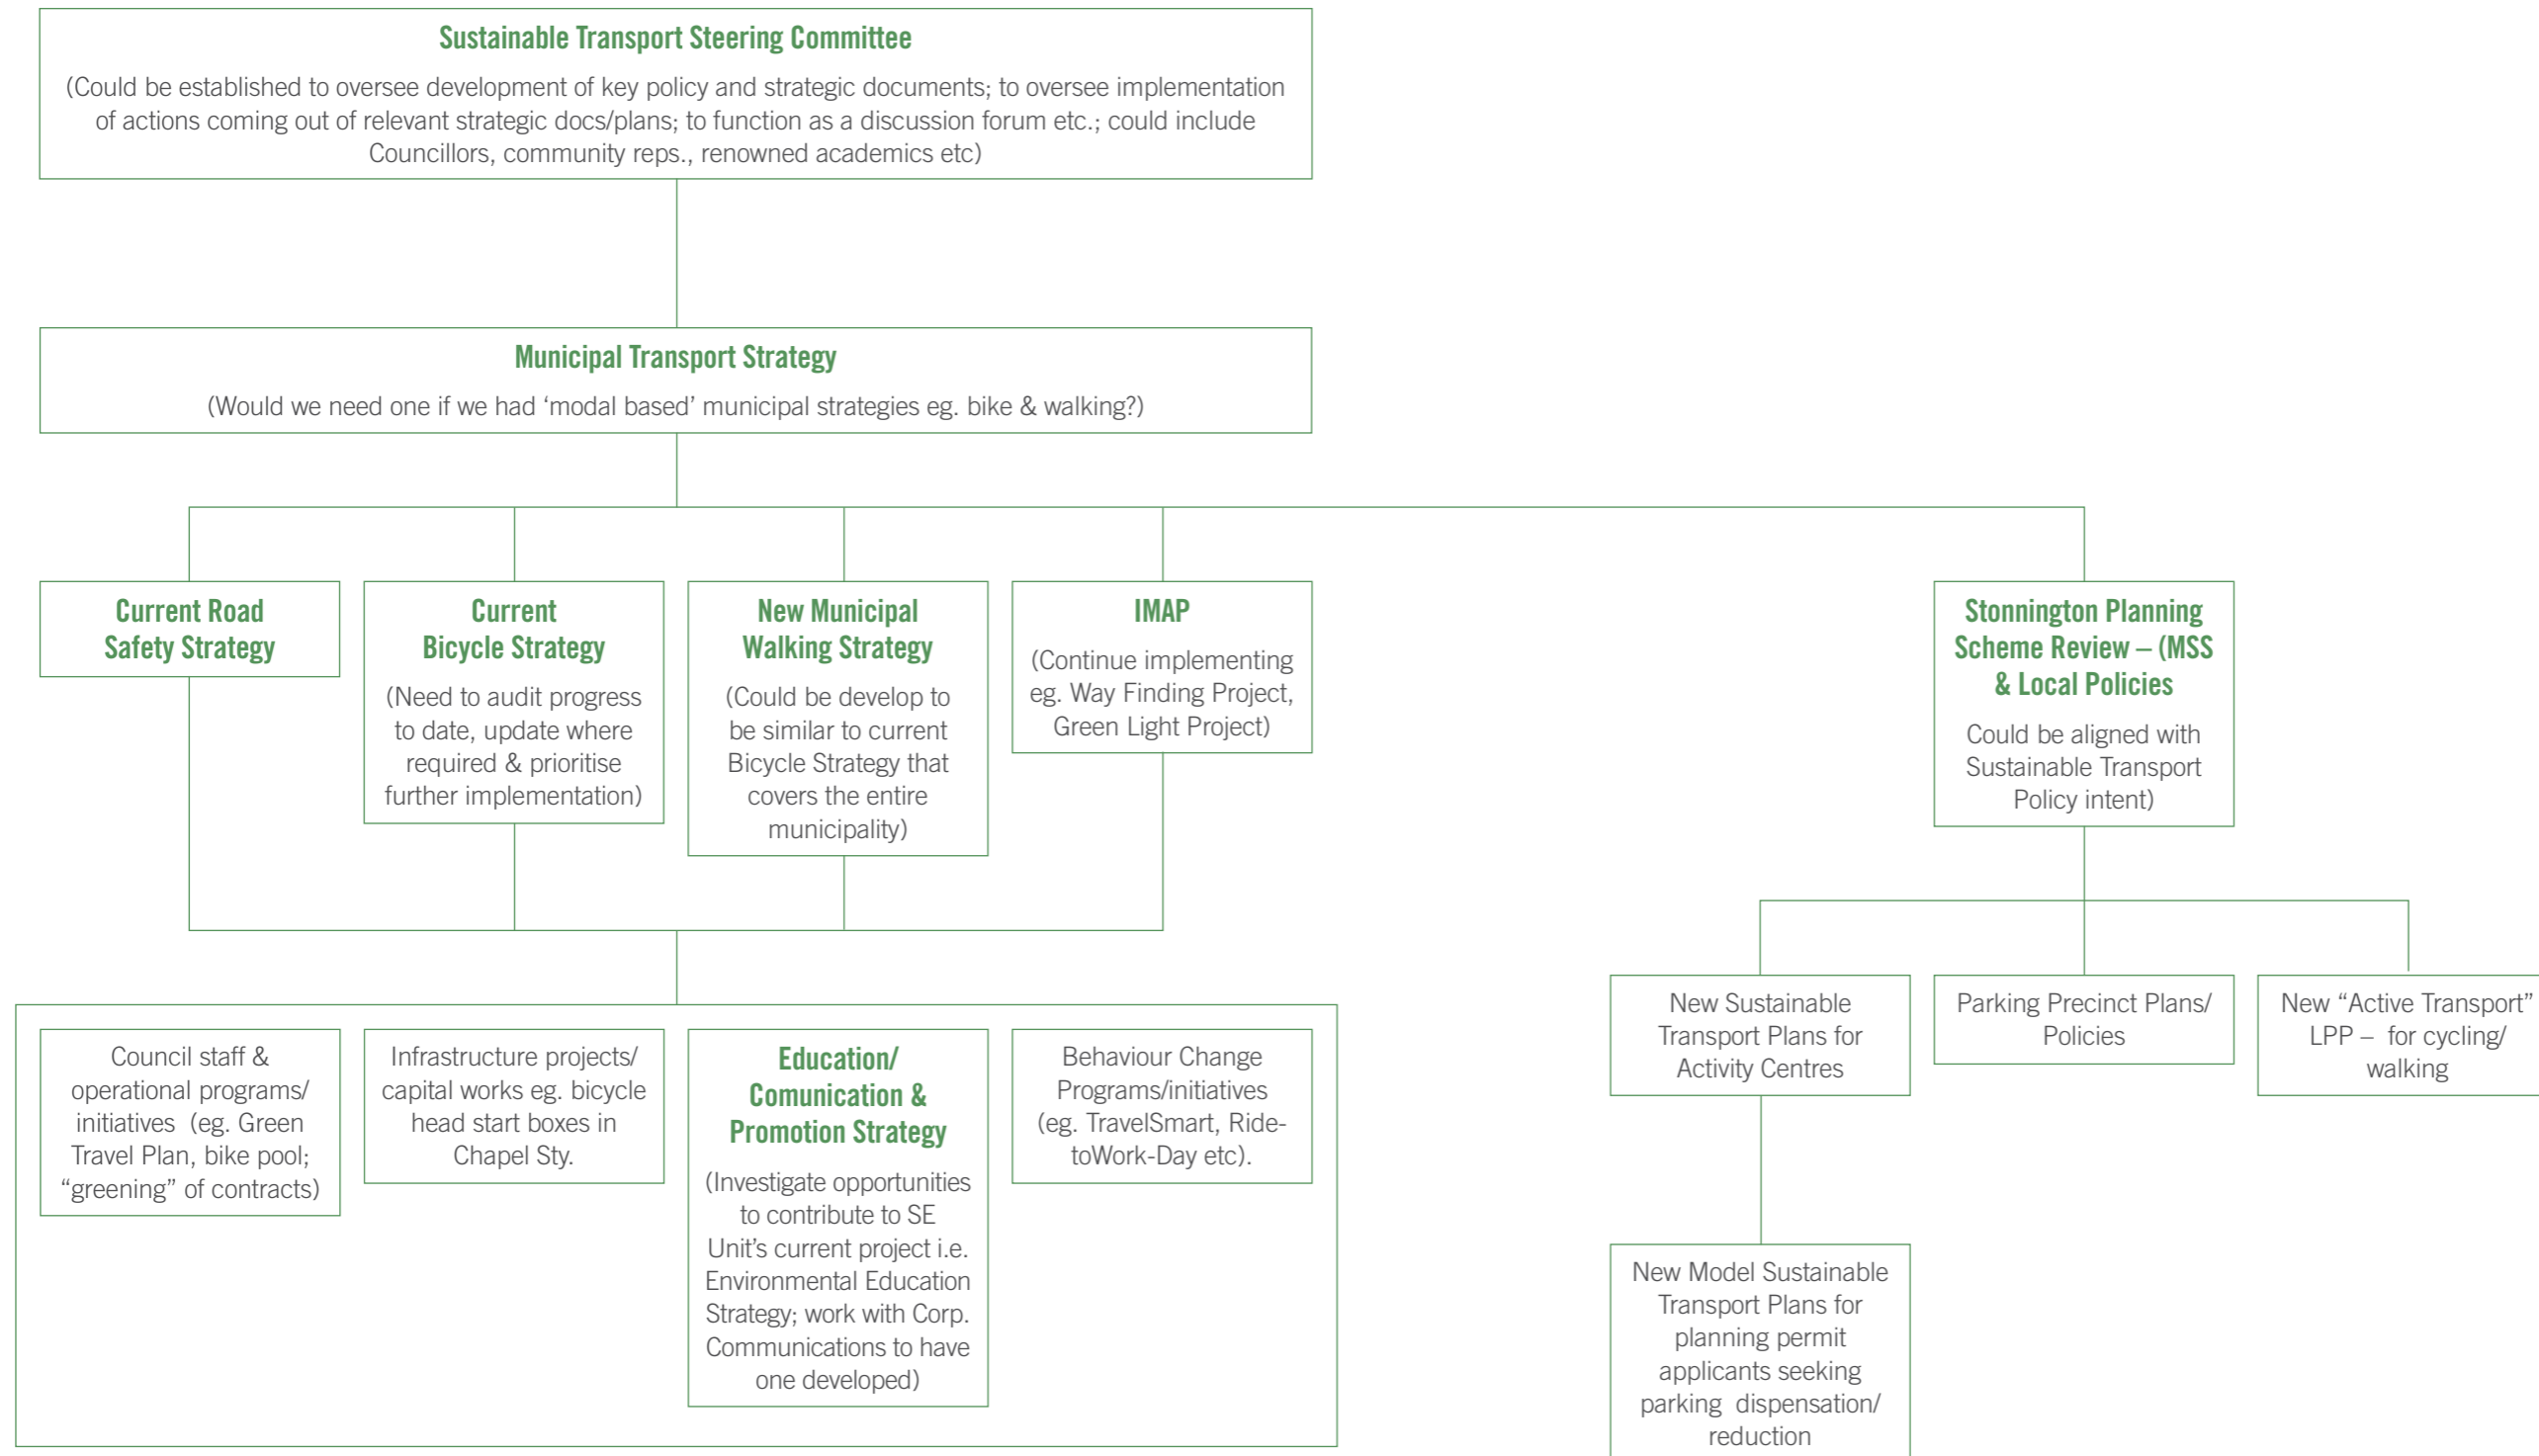 Sustainable Transport Steering Committee
(Could be established to oversee development of key policy and strategic documents; to oversee implementation
of actions coming out of relevant strategic docs/plans; to function as a discussion forum etc.; could include
Councillors, community reps., renowned academics etc)
Municipal Transport Strategy
(Would we need one if we had ‘modal based’ municipal strategies eg. bike & walking?)
Current Road
Safety Strategy
Current
Bicycle Strategy
(Need to audit progress
to date, update where
required & prioritise
further implementation)
New Municipal
Walking Strategy
(Could be develop to
be similar to current
Bicycle Strategy that
covers the entire
municipality)
IMAP
(Continue implementing
eg. Way Finding Project,
Green Light Project)
Stonnington Planning
Scheme Review – (MSS
& Local Policies
Could be aligned with
Sustainable Transport
Policy intent)
Council staff &
operational programs/
initiatives (eg. Green
Travel Plan, bike pool;
“greening” of contracts)
Infrastructure projects/
capital works eg. bicycle
head start boxes in
Chapel Sty.
Education/
Comunication &
Promotion Strategy
(Investigate opportunities
to contribute to SE
Unit’s current project i.e.
Environmental Education
Strategy; work with Corp.
Communications to have
one developed)
Behaviour Change
Programs/initiatives
(eg. TravelSmart, Ride-
toWork-Day etc).
New Sustainable
Transport Plans for
Activity Centres
Parking Precinct Plans/
Policies
New “Active Transport”
LPP – for cycling/
walking
New Model Sustainable
Transport Plans for
planning permit
applicants seeking
parking dispensation/
reduction